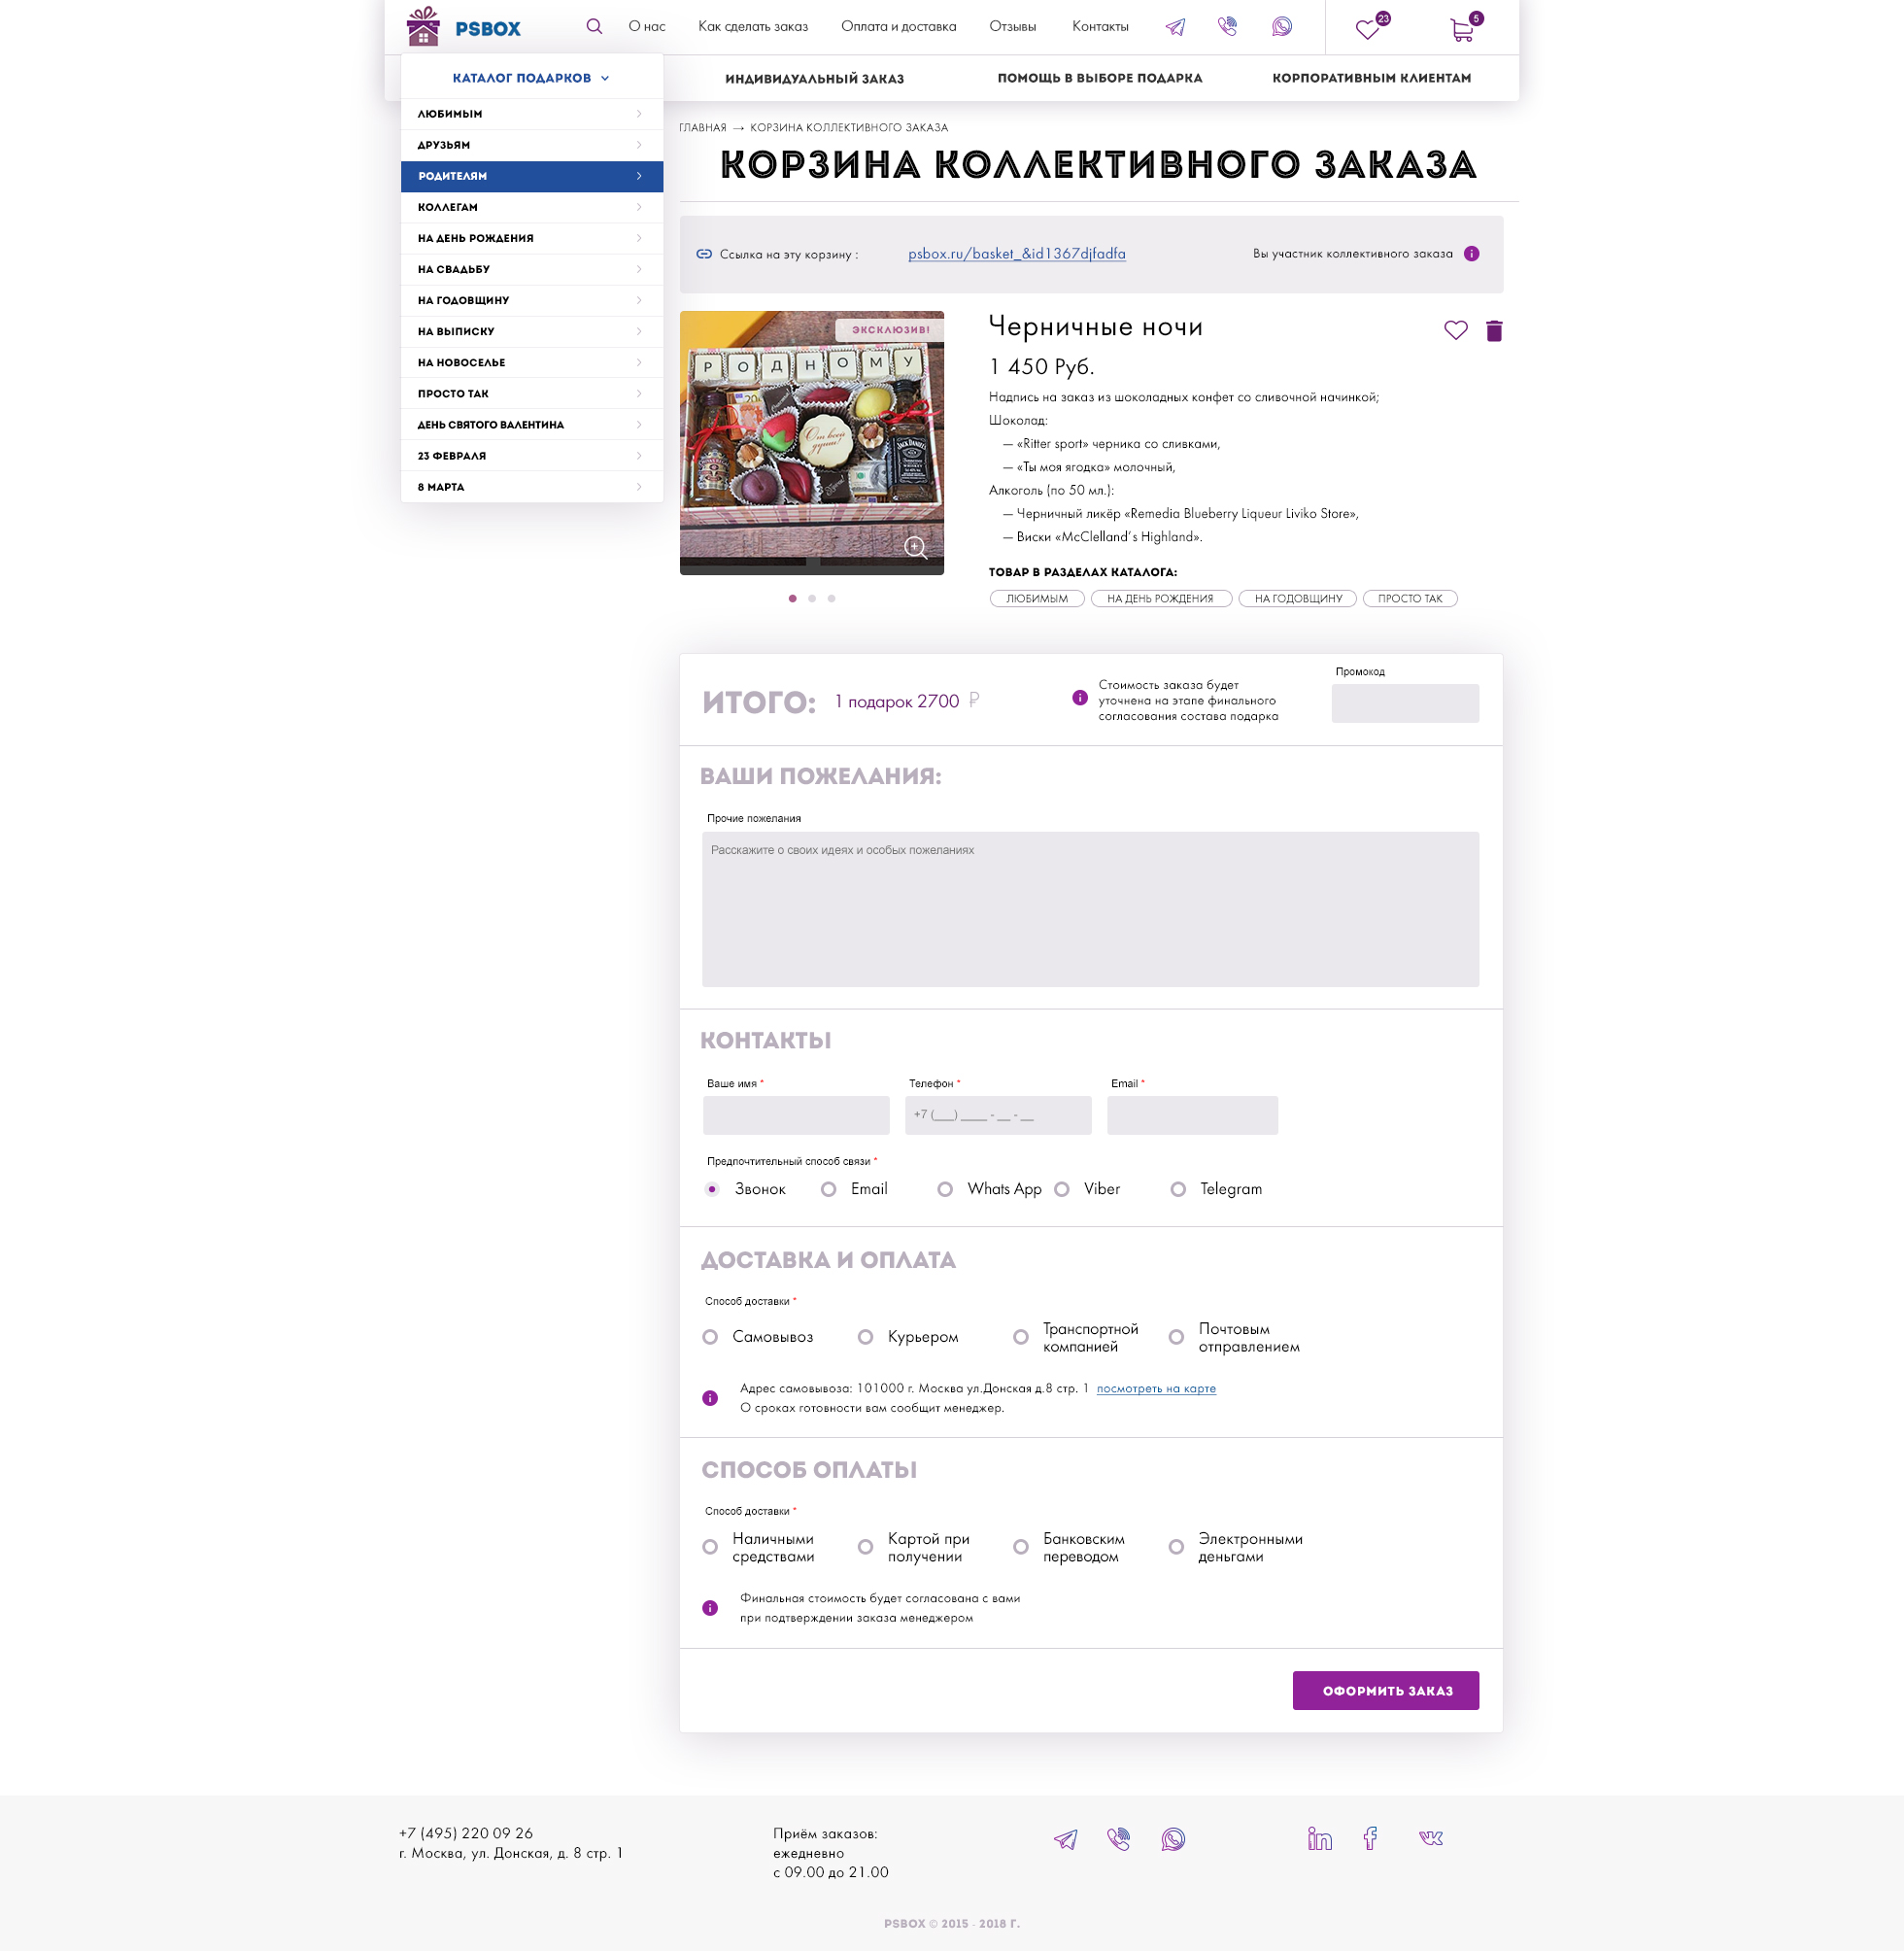 PSBOX
О нас
Как сделать заказ
Оплата и доставка
Отзывы
Контакты
23
5
КАТАЛОГ ПОДАРКОВ
ИНДИВИДУАЛЬНЫЙ ЗАКАЗ
ПОМОЩЬ В ВЫБОРЕ ПОДАРКА
КОРПОРАТИВНЫМ КЛИЕНТАМ
ЛЮБИМЫМ
ДРУЗЬЯМ
РОДИТЕЛЯМ
КОЛЛЕГАМ
НА ДЕНЬ РОЖДЕНИЯ
НА СВАДЬБУ
НА ГОДОВЩИНУ
НА ВЫПИСКУ
НА НОВОСЕЛЬЕ
ПРОСТО ТАК
ДЕНЬ СВЯТОГО ВАЛЕНТИНА
23 ФЕВРАЛЯ
8 МАРТА
ГЛАВНАЯ → КОРЗИНА КОЛЛЕКТИВНОГО ЗАКАЗА
КОРЗИНА КОЛЛЕКТИВНОГО ЗАКАЗА
Ссылка на эту корзину :
psbox.ru/basket_&id1367djfadfa
Вы участник коллективного заказа
ЭКСКЛЮЗИВ!
РОДНОМУ
От всей
души!
JACK DANIEL'S
Черничные ночи
1 450 Руб.
Надпись на заказ из шоколадных конфет со сливочной начинкой;
Шоколад:
— «Ritter sport» черника со сливками,
— «Ты моя ягодка» молочный,
Алкоголь (по 50 мл.):
— Черничный ликёр «Remedia Blueberry Liqueur Liviko Store»,
— Виски «McClelland's Highland».
ТОВАР В РАЗДЕЛАХ КАТАЛОГА:
ЛЮБИМЫМ
НА ДЕНЬ РОЖДЕНИЯ
НА ГОДОВЩИНУ
ПРОСТО ТАК
ИТОГО:
1 подарок 2700 ₽
Стоимость заказа будет
уточнена на этапе финального
согласования состава подарка
Промокод
ВАШИ ПОЖЕЛАНИЯ:
Прочие пожелания
Расскажите о своих идеях и особых пожеланиях
КОНТАКТЫ
Ваше имя *
Телефон *
Email *
+7 (___) ____ - __ - __
Предпочтительный способ связи *
Звонок
Email
Whats App
Viber
Telegram
ДОСТАВКА И ОПЛАТА
Способ доставки *
Самовывоз
Курьером
Транспортной
компанией
Почтовым
отправлением
Адрес самовывоза: 101000 г. Москва ул.Донская д.8 стр. 1 посмотреть на карте
О сроках готовности вам сообщит менеджер.
СПОСОБ ОПЛАТЫ
Способ доставки *
Наличными
средствами
Картой при
получении
Банковским
переводом
Электронными
деньгами
Финальная стоимость будет согласована с вами
при подтверждении заказа менеджером
ОФОРМИТЬ ЗАКАЗ
+7 (495) 220 09 26
г. Москва, ул. Донская, д. 8 стр. 1
Приём заказов:
ежедневно
с 09.00 до 21.00
PSBOX © 2015 - 2018 Г.